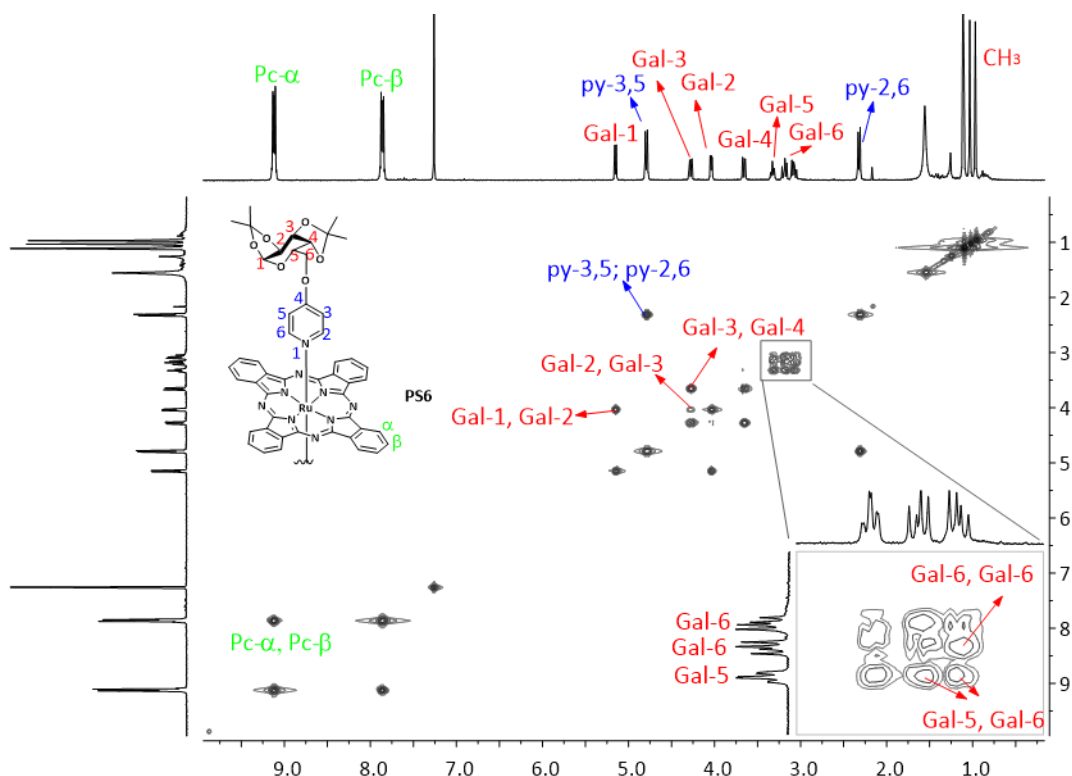 Pc-α
Pc-β
Gal-1
py-3,5
Gal-3
Gal-2
Gal-4
Gal-5
Gal-6
py-2,6
CH3
1
2
3
4
5
6
O
O
O
O
O
O
4
5
3
6
2
N
1
N
N
N
N
N
N
N
N
Ru
α
β
PS6
py-3,5; py-2,6
Gal-3, Gal-4
Gal-2, Gal-3
Gal-1, Gal-2
Pc-α, Pc-β
Gal-6, Gal-6
Gal-6
Gal-6
Gal-5
Gal-5, Gal-6
1
2
3
4
5
6
7
8
9
9.0 8.0 7.0 6.0 5.0 4.0 3.0 2.0 1.0